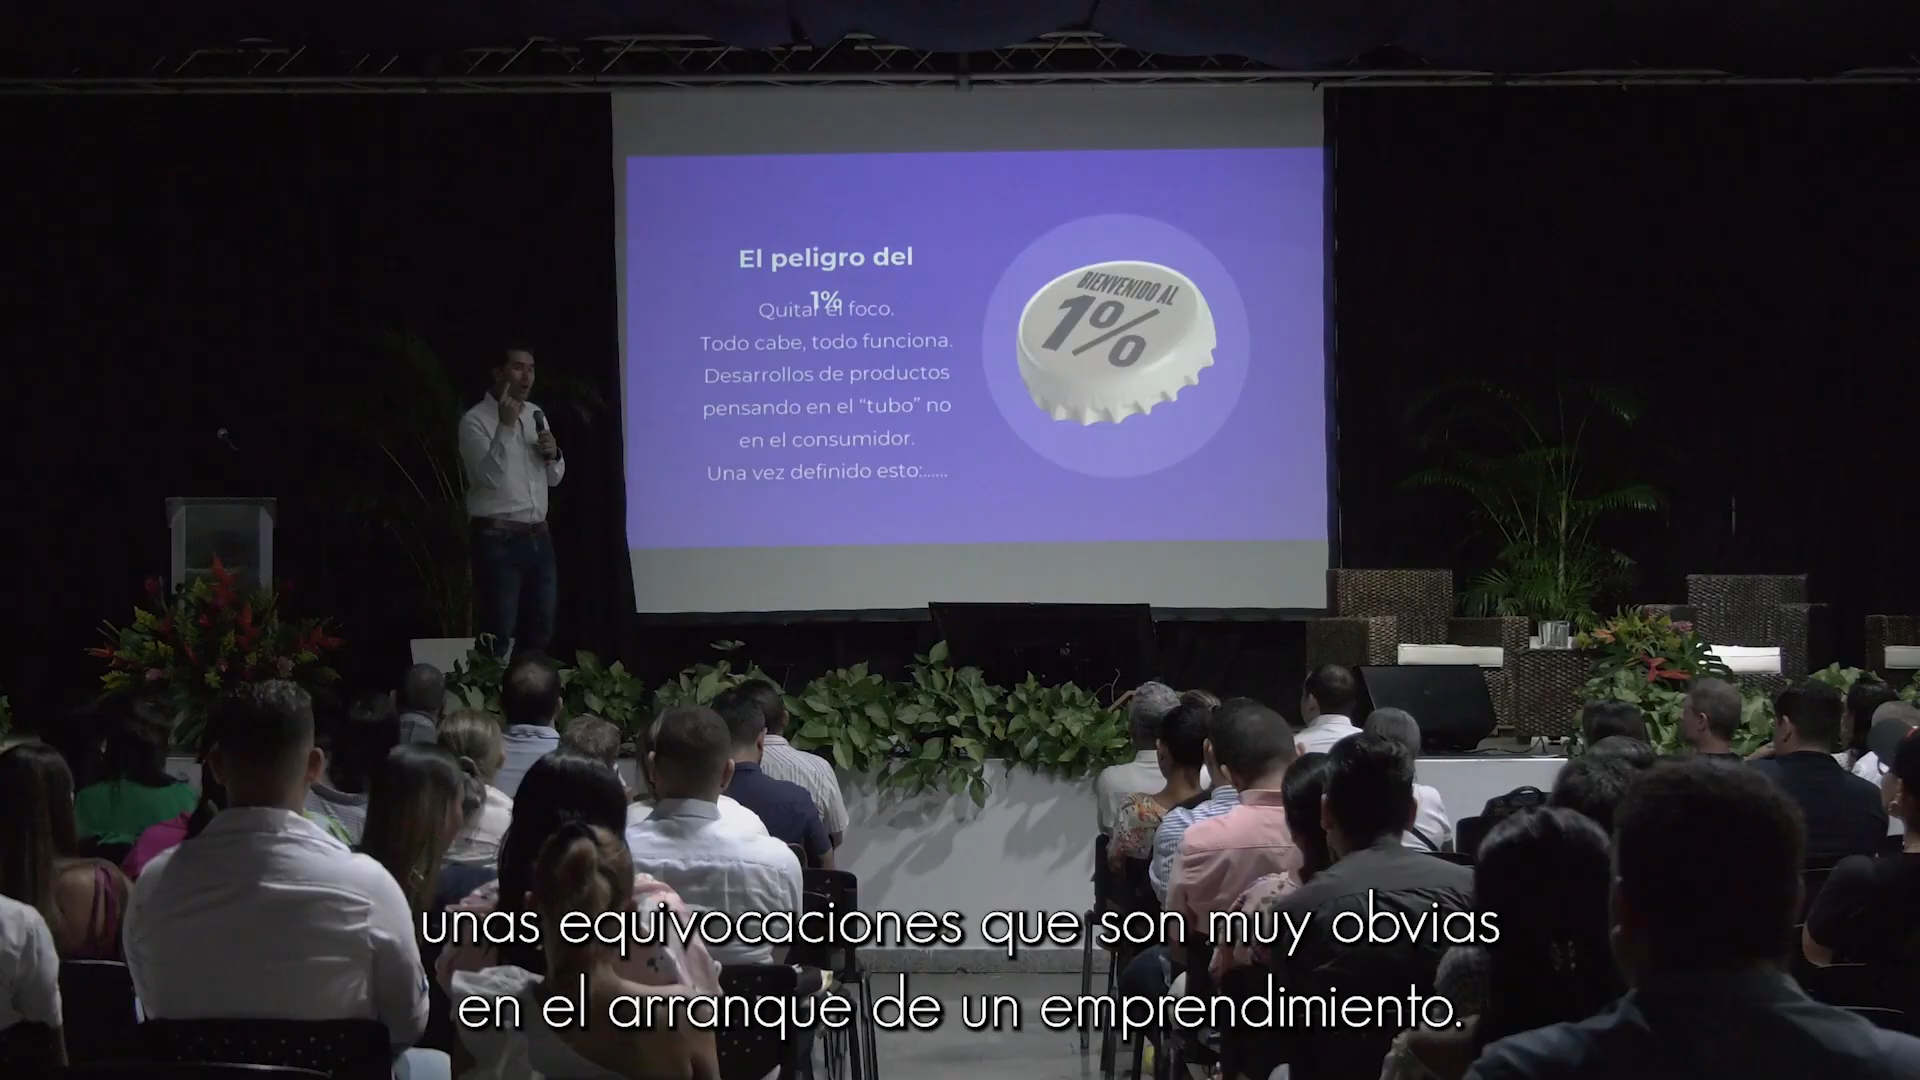 El peligro del
1%
Quitar el foco.
Todo cabe, todo funciona.
Desarrollos de productos
pensando en el “tubo” no
en el consumidor.
Una vez definido esto:......
BIENVENIDO AL
1%
unas equivocaciones que son muy obvias
en el arranque de un emprendimiento.